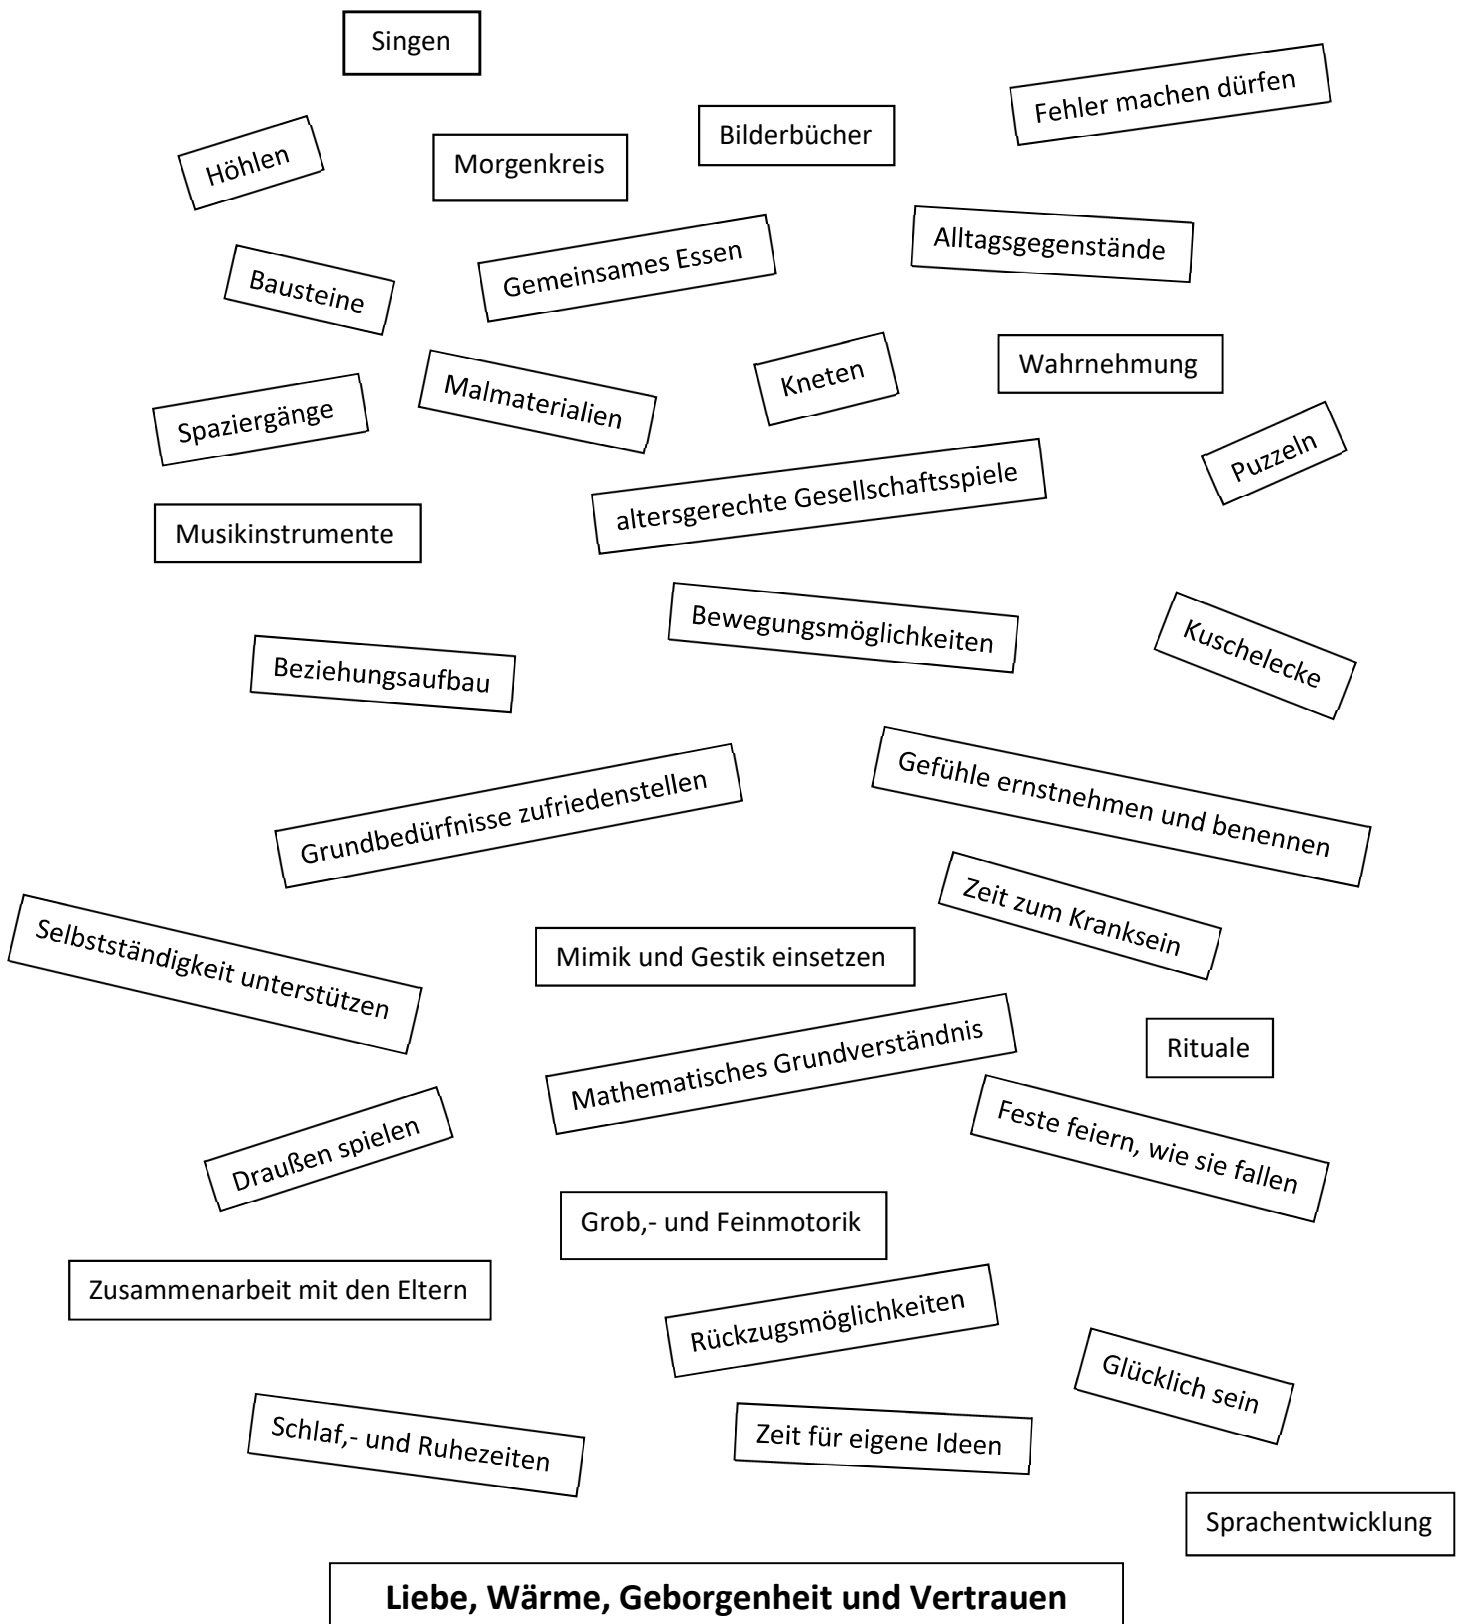 Singen
Fehler machen dürfen
Bilderbücher
Höhlen
Morgenkreis
Alltagsgegenstände
Gemeinsames Essen
Bausteine
Wahrnehmung
Kneten
Malmaterialien
Spaziergänge
Puzzeln
altersgerechte Gesellschaftsspiele
Musikinstrumente
Bewegungsmöglichkeiten
Kuschelecke
Beziehungsaufbau
Gefühle ernstnehmen und benennen
Grundbedürfnisse zufriedenstellen
Zeit zum Kranksein
Selbstständigkeit unterstützen
Mimik und Gestik einsetzen
Rituale
Mathematisches Grundverständnis
Feste feiern, wie sie fallen
Draußen spielen
Grob,- und Feinmotorik
Zusammenarbeit mit den Eltern
Rückzugsmöglichkeiten
Glücklich sein
Schlaf,- und Ruhezeiten
Zeit für eigene Ideen
Sprachentwicklung
Liebe, Wärme, Geborgenheit und Vertrauen